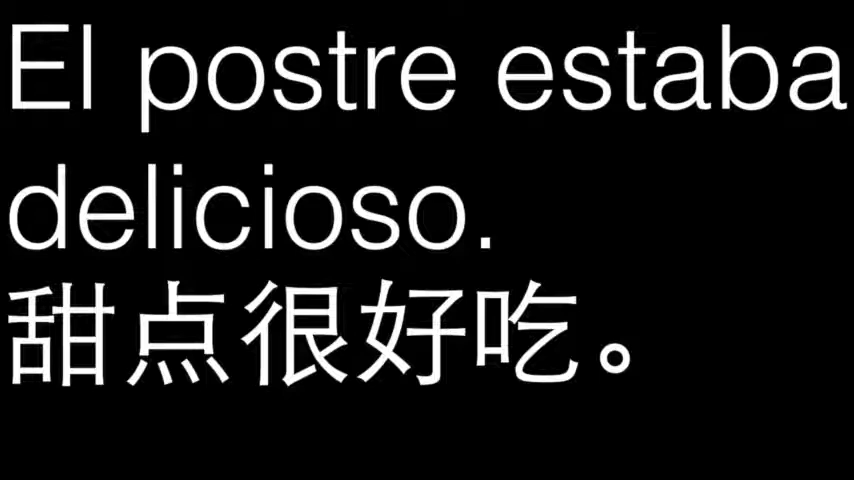 El postre estaba
delicioso.
甜点很好吃。